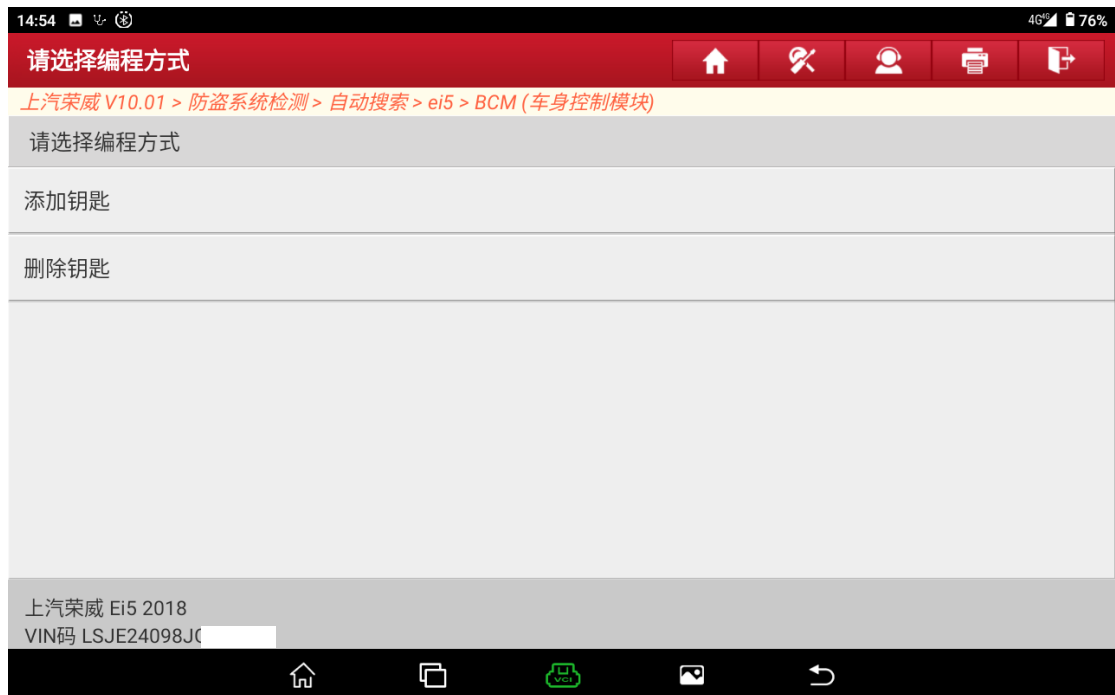 14:54 4G 76%
请选择编程方式
上汽荣威 V10.01 > 防盗系统检测 > 自动搜索 > ei5 > BCM (车身控制模块)
请选择编程方式
添加钥匙
删除钥匙
上汽荣威 Ei5 2018
VIN码 LSJE24098J
VCI